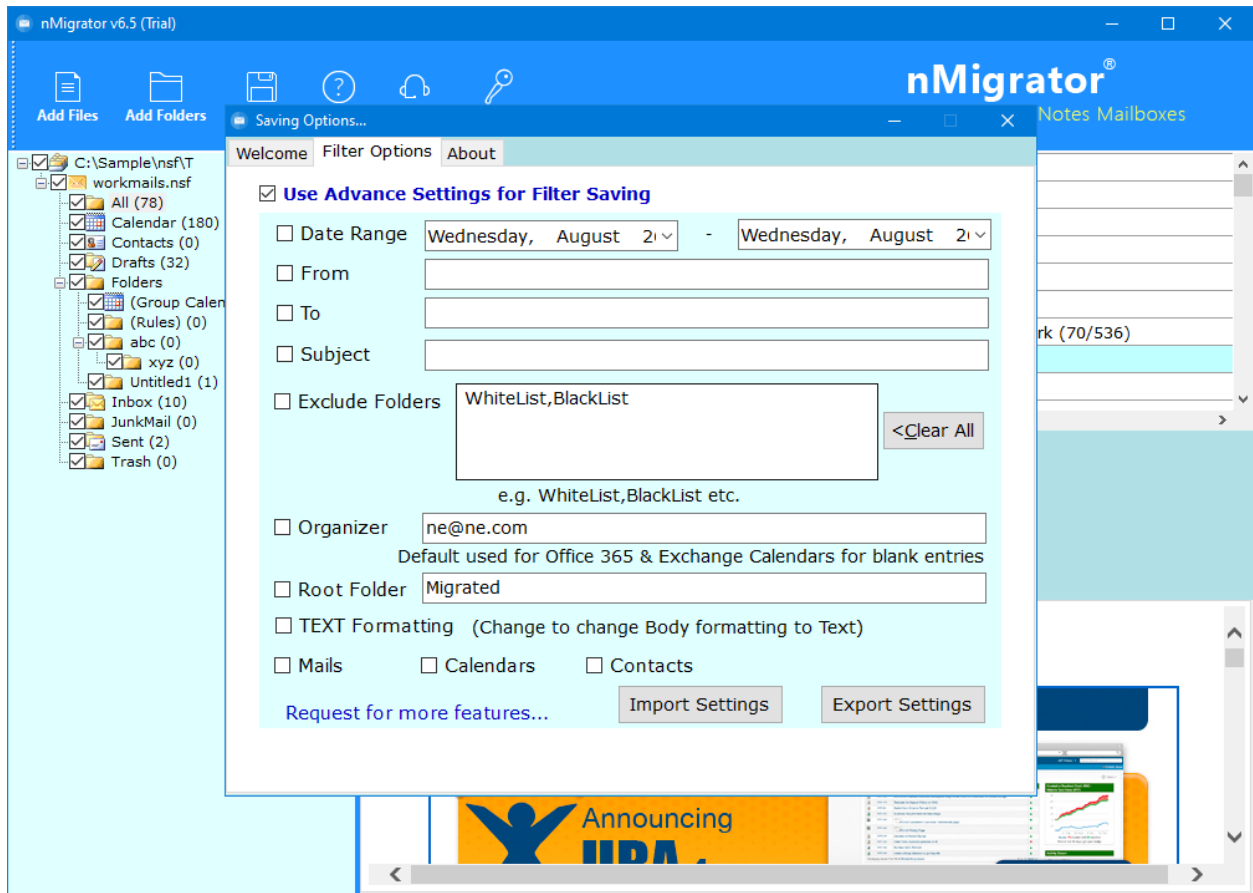 nMigrator v6.5 (Trial)
Add Files
Add Folders
nMigrator®
Notes Mailboxes
Saving Options...
Welcome
Filter Options
About
C:\Sample\nsf\T
workmails.nsf
All (78)
Calendar (180)
Contacts (0)
Drafts (32)
Folders
(Group Calen
(Rules) (0)
abc (0)
xyz (0)
Untitled1 (1)
Inbox (10)
JunkMail (0)
Sent (2)
Trash (0)
Use Advance Settings for Filter Saving
Date Range Wednesday, August - Wednesday, August
From
To
Subject
Exclude Folders WhiteList,BlackList
<Clear All
e.g. WhiteList,BlackList etc.
Organizer ne@ne.com
Default used for Office 365 & Exchange Calendars for blank entries
Root Folder Migrated
TEXT Formatting (Change to change Body formatting to Text)
Mails Calendars Contacts
Request for more features...
Import Settings
Export Settings
rk (70/536)
Announcing